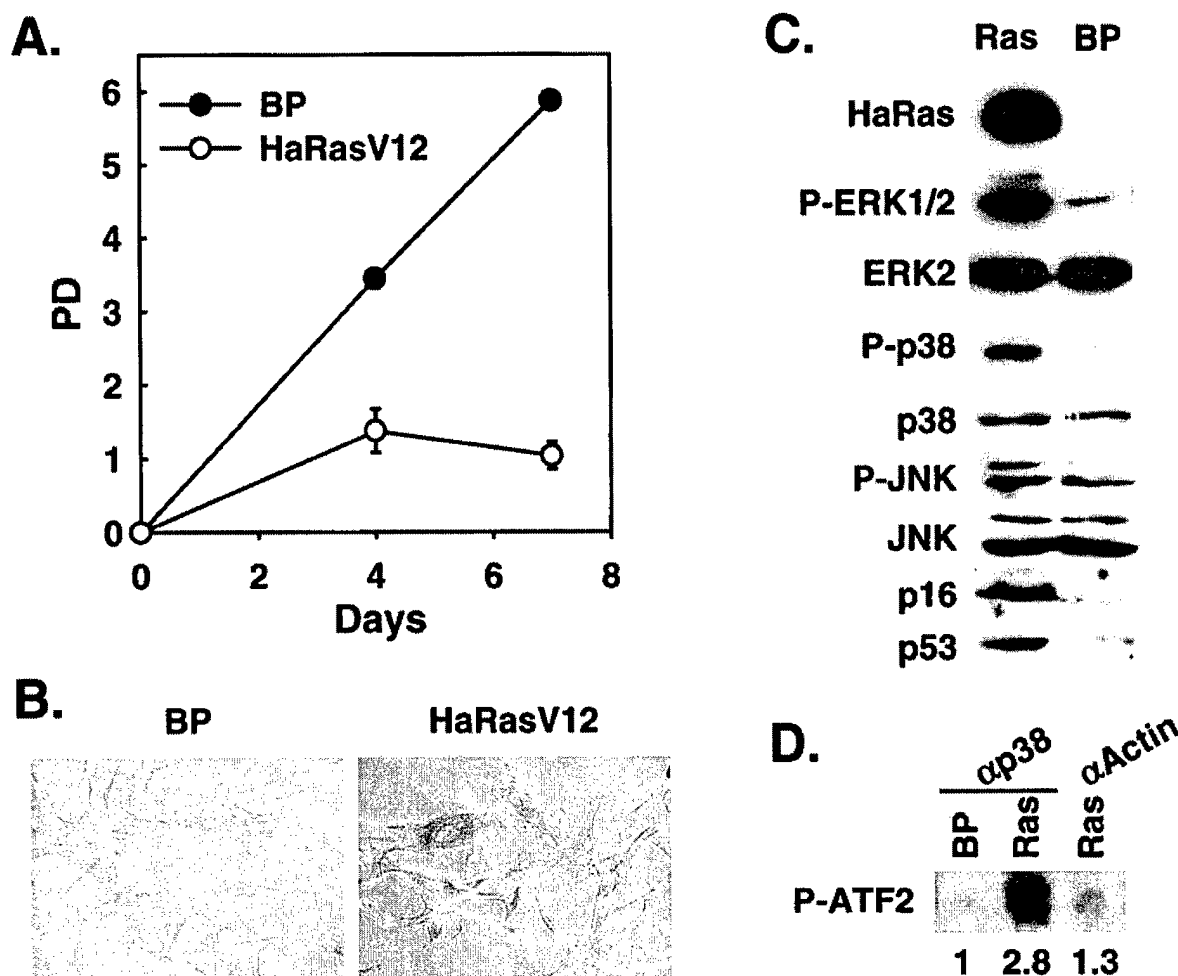 A.
6
5
4
3
2
1
0
PD
BP
HaRasV12
0 2 4 6 8
Days
B.
BP HaRasV12
C.
Ras BP
HaRas
P-ERK1/2
ERK2
P-p38
p38
P-JNK
JNK
p16
p53
D.
αp38 αActin
BP Ras Ras
P-ATF2
1 2.8 1.3